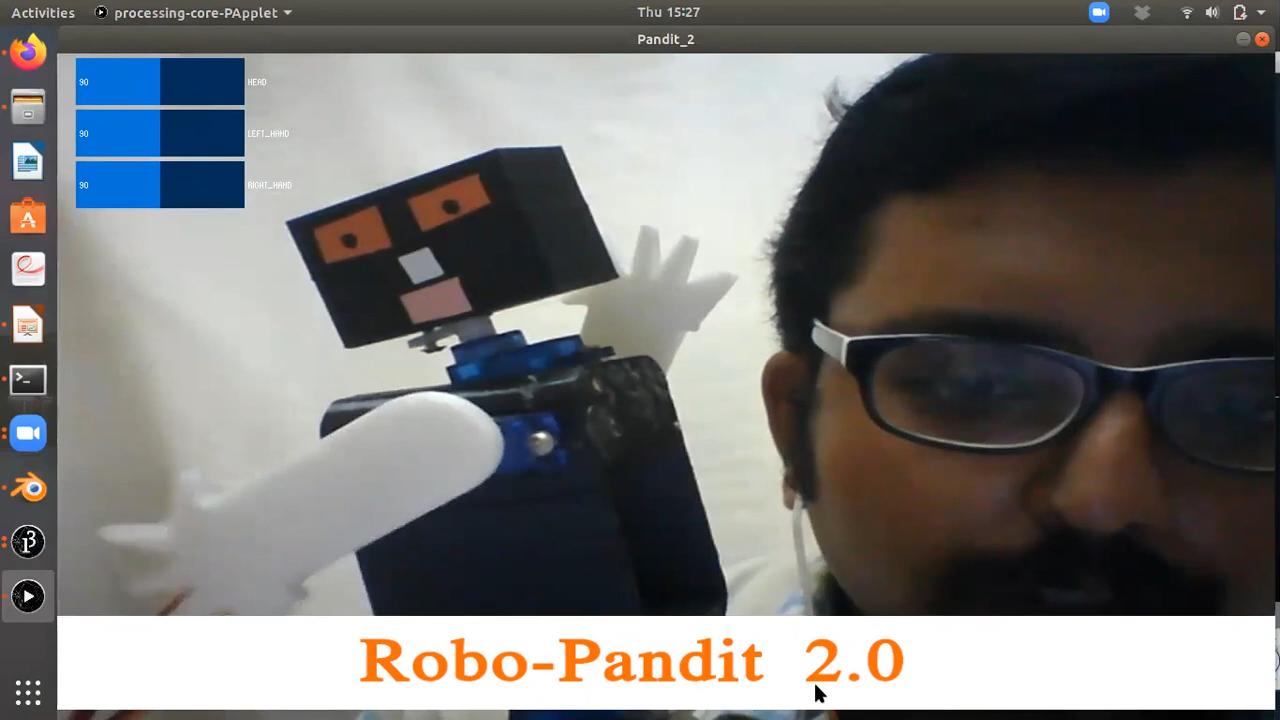 Activities processing-core-PApplet Thu 15:27
Pandit_2
90 HEAD
90 LEFT_HAND
90 RIGHT_HAND
Robo-Pandit 2.0